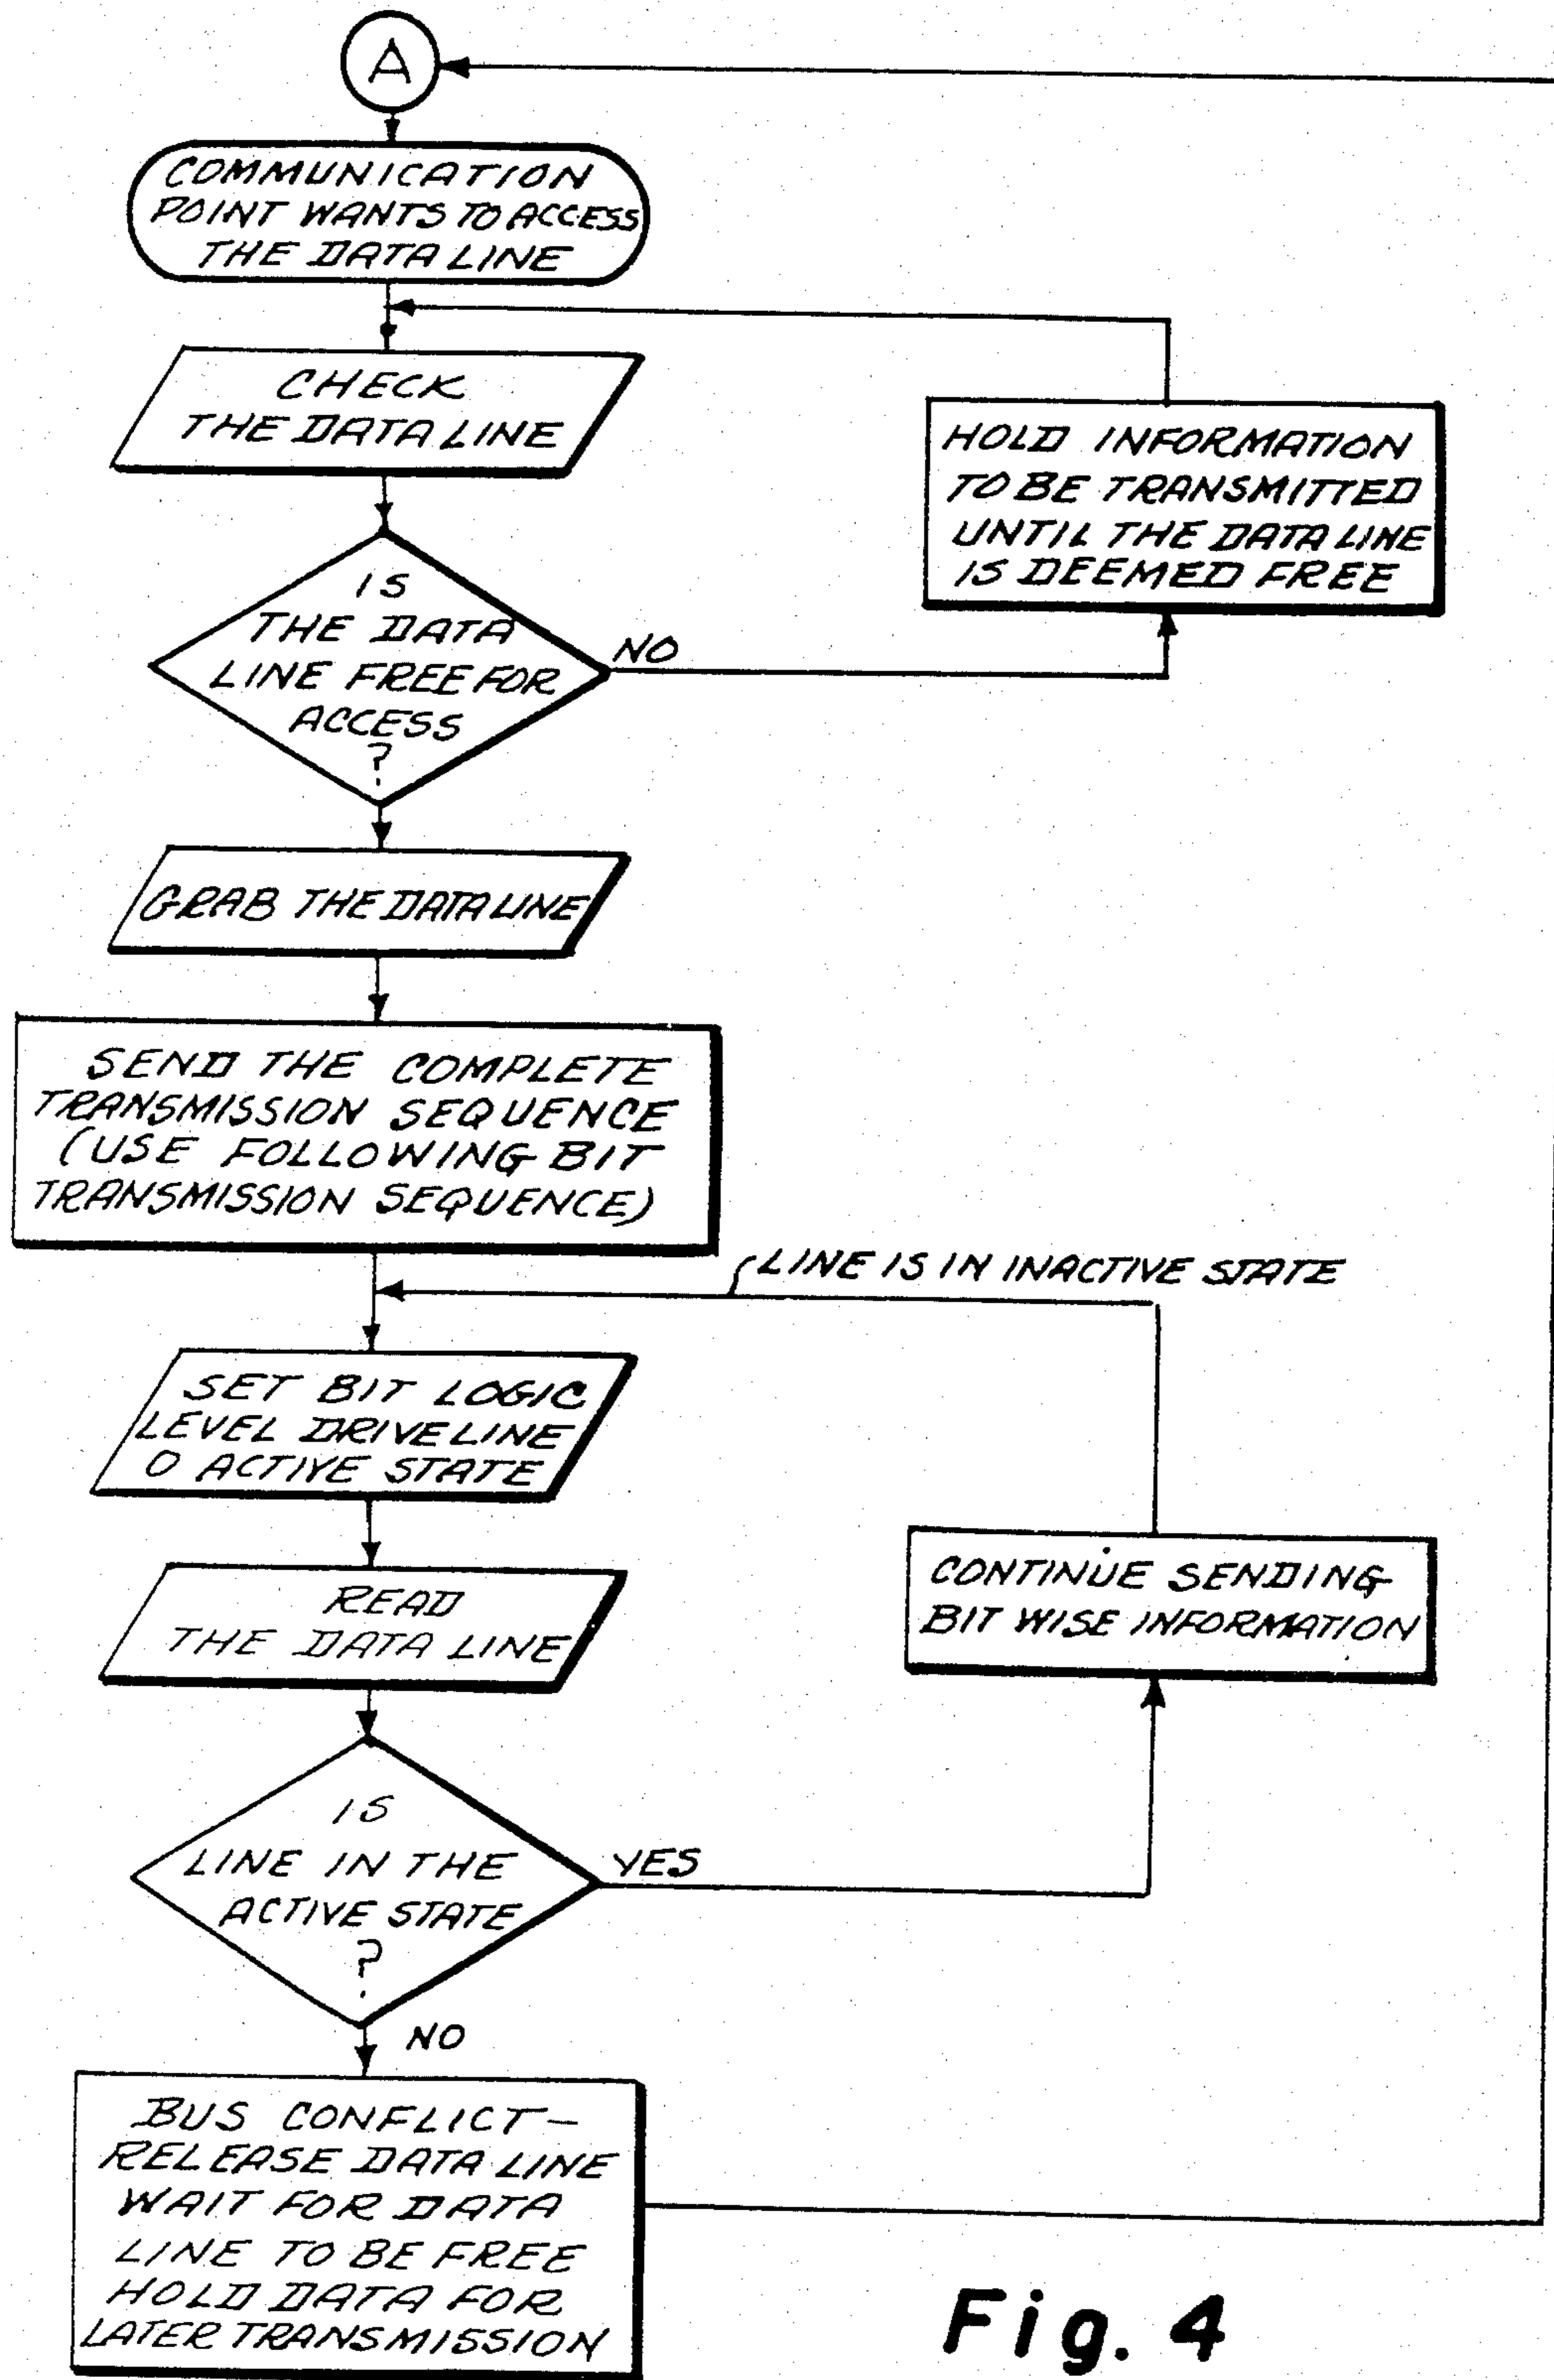 A
COMMUNICATION
POINT WANTS TO ACCESS
THE DATA LINE
CHECK
THE DATA LINE
HOLD INFORMATION
TO BE TRANSMITTED
UNTIL THE DATA LINE
IS DEEMED FREE
IS
THE DATA
LINE FREE FOR
ACCESS
?
NO
GRAB THE DATA LINE
SEND THE COMPLETE
TRANSMISSION SEQUENCE
(USE FOLLOWING BIT
TRANSMISSION SEQUENCE)
LINE IS IN INACTIVE STATE
SET BIT LOGIC
LEVEL DRIVE LINE
O ACTIVE STATE
READ
THE DATA LINE
CONTINUE SENDING
BIT WISE INFORMATION
IS
LINE IN THE
ACTIVE STATE
?
YES
NO
BUS CONFLICT-
RELEASE DATA LINE
WAIT FOR DATA
LINE TO BE FREE
HOLD DATA FOR
LATER TRANSMISSION
Fig. 4